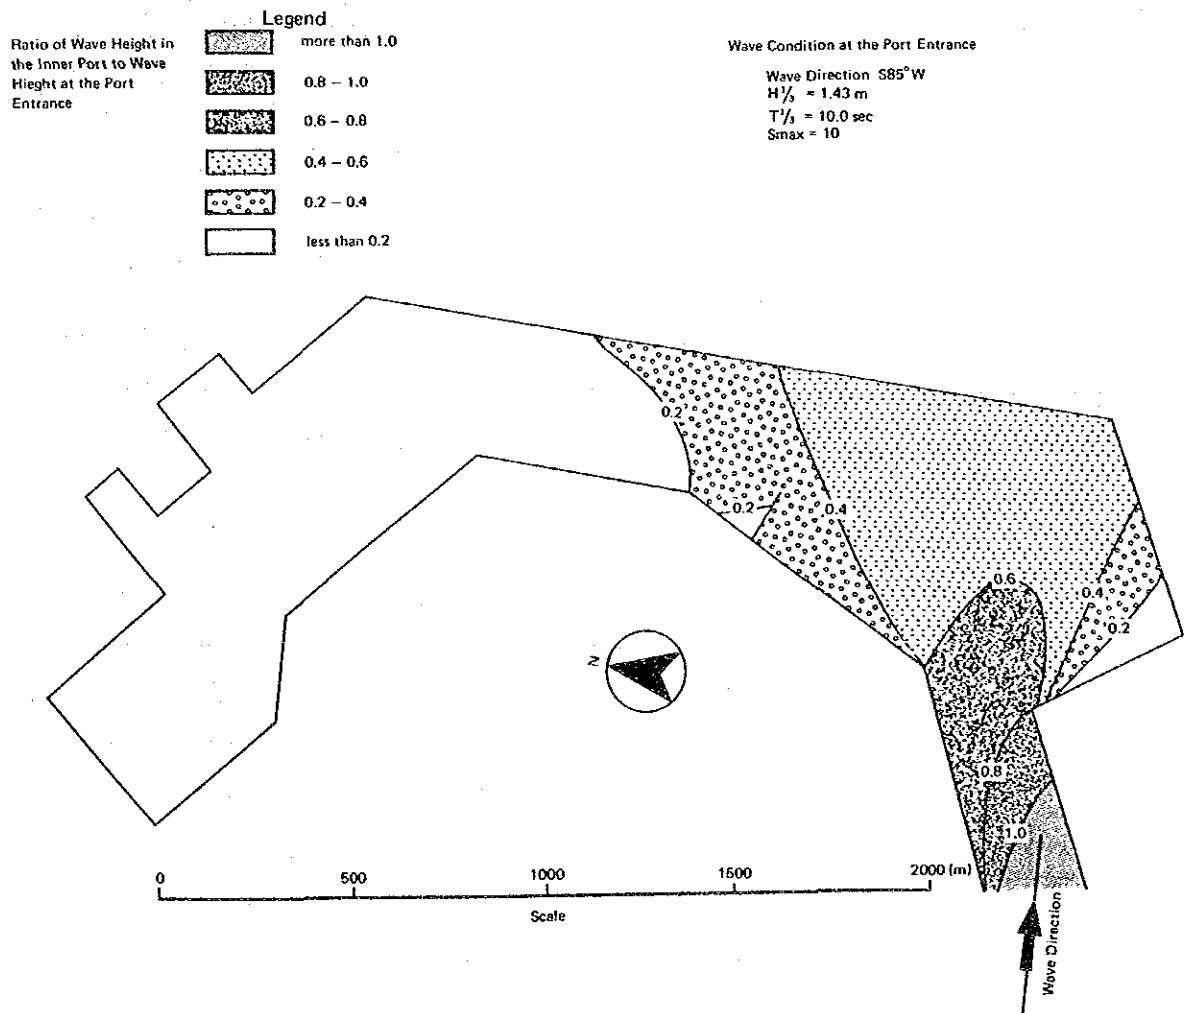 Legend
Ratio of Wave Height in
the Inner Port to Wave
Hieght at the Port
Entrance
more than 1.0
0.8 – 1.0
0.6 – 0.8
0.4 – 0.6
0.2 – 0.4
less than 0.2
Wave Condition at the Port Entrance
Wave Direction S85°W
H⅓ = 1.43 m
T⅓ = 10.0 sec
Smax = 10
0.2
0.2
0.4
0.6
0.4
0.2
N
0.8
1.0
0 500 1000 1500 2000 (m)
Scale
Wave Direction